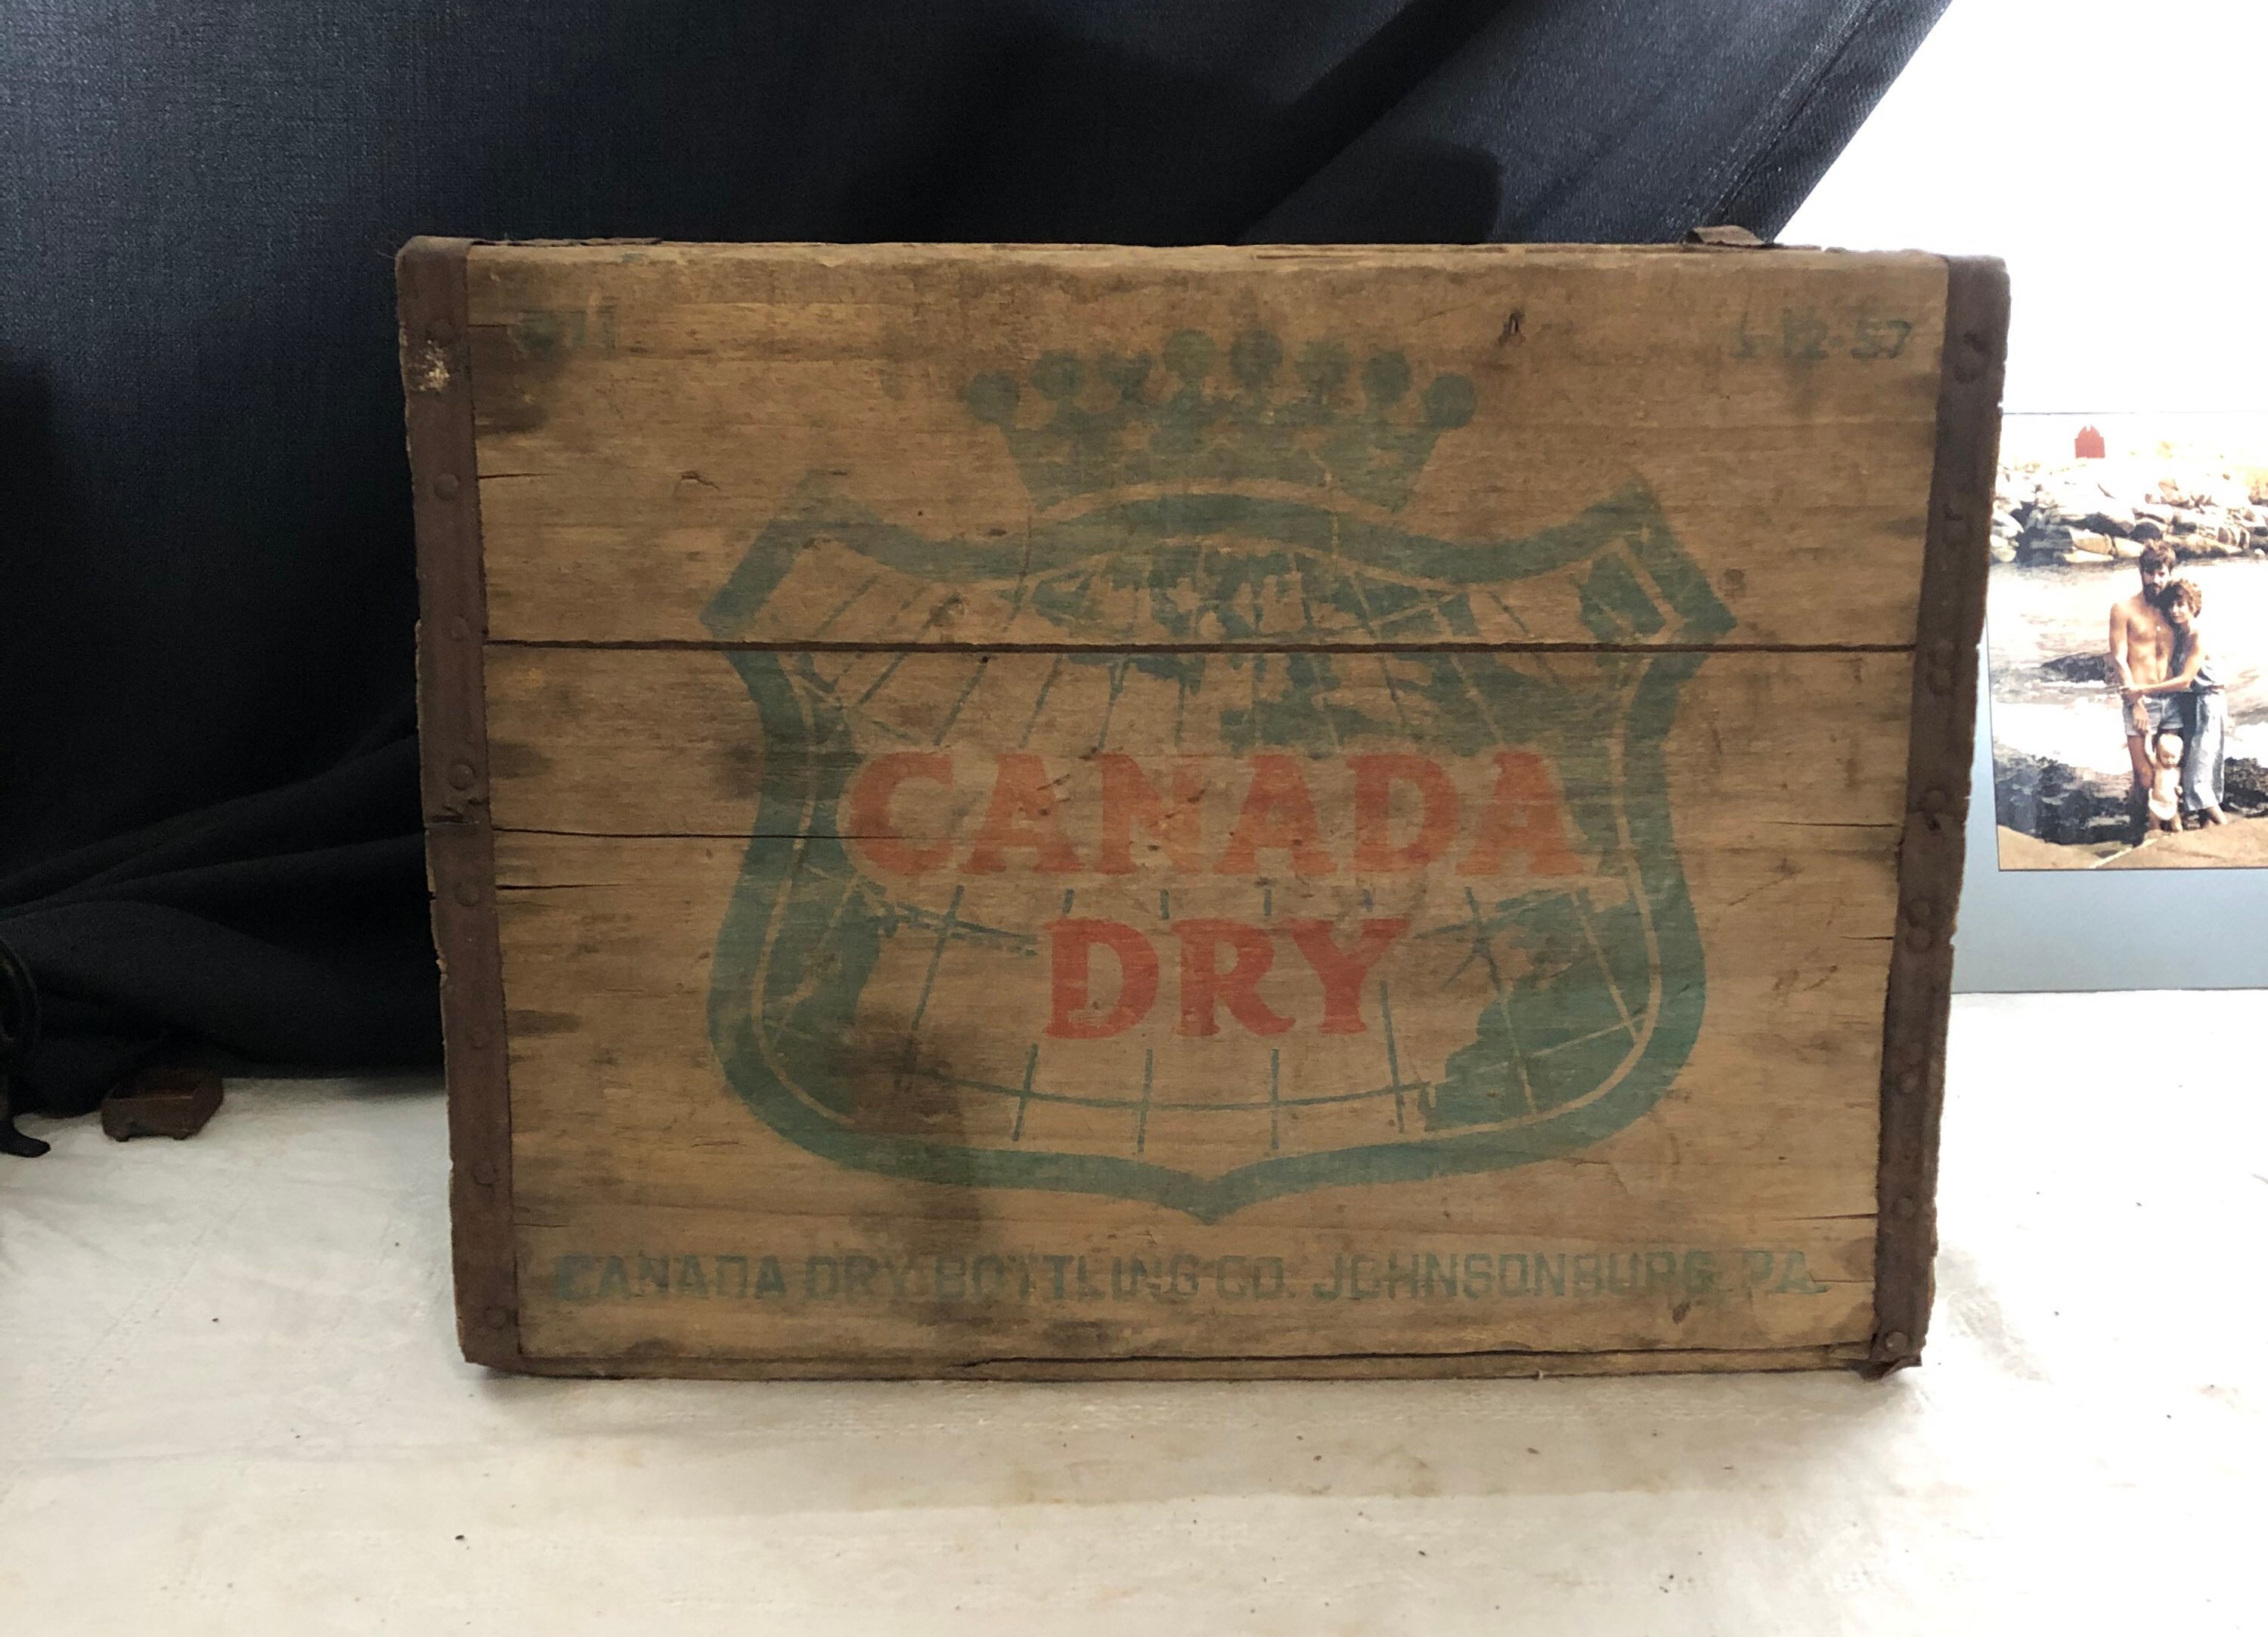 CANADA
DRY
CANADA DRY BOTTLING CO. JOHNSONBURG, PA.